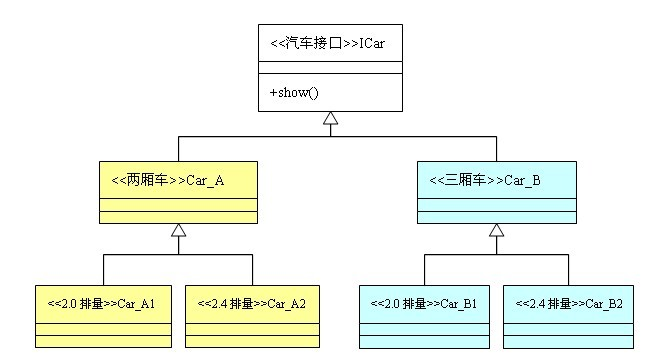 <<汽车接口>>ICar
+show()
<<两厢车>>Car_A
<<三厢车>>Car_B
<<2.0 排量>>Car_A1
<<2.4 排量>>Car_A2
<<2.0 排量>>Car_B1
<<2.4 排量>>Car_B2